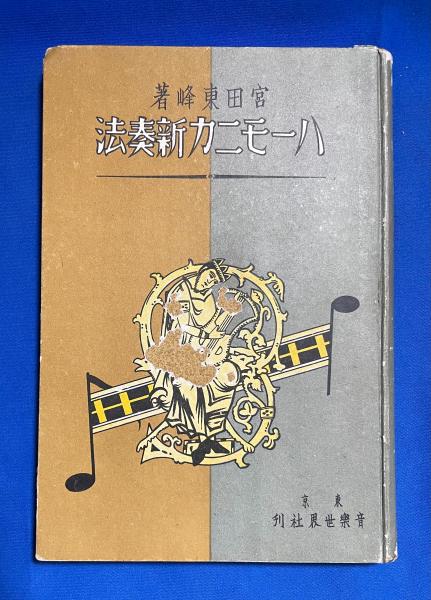 宮田東峰著
ハーモニカ新奏法
東京
音樂世界社刊